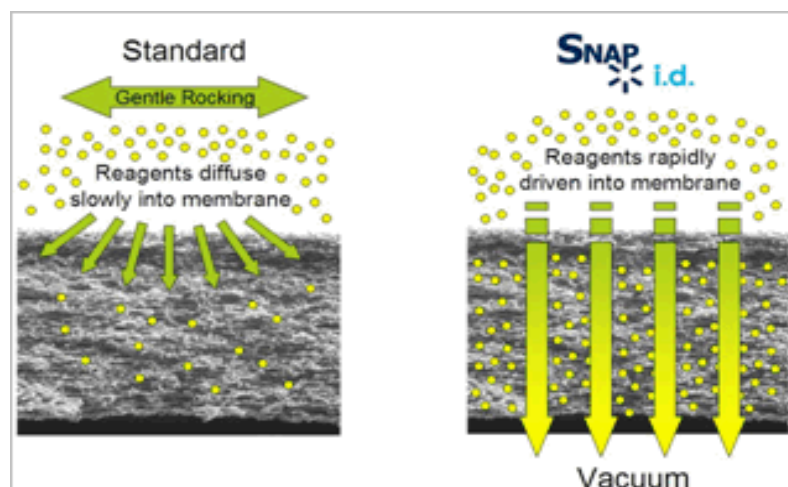 Standard
Gentle Rocking
Reagents diffuse
slowly into membrane
SNAP
i.d.
Reagents rapidly
driven into membrane
Vacuum